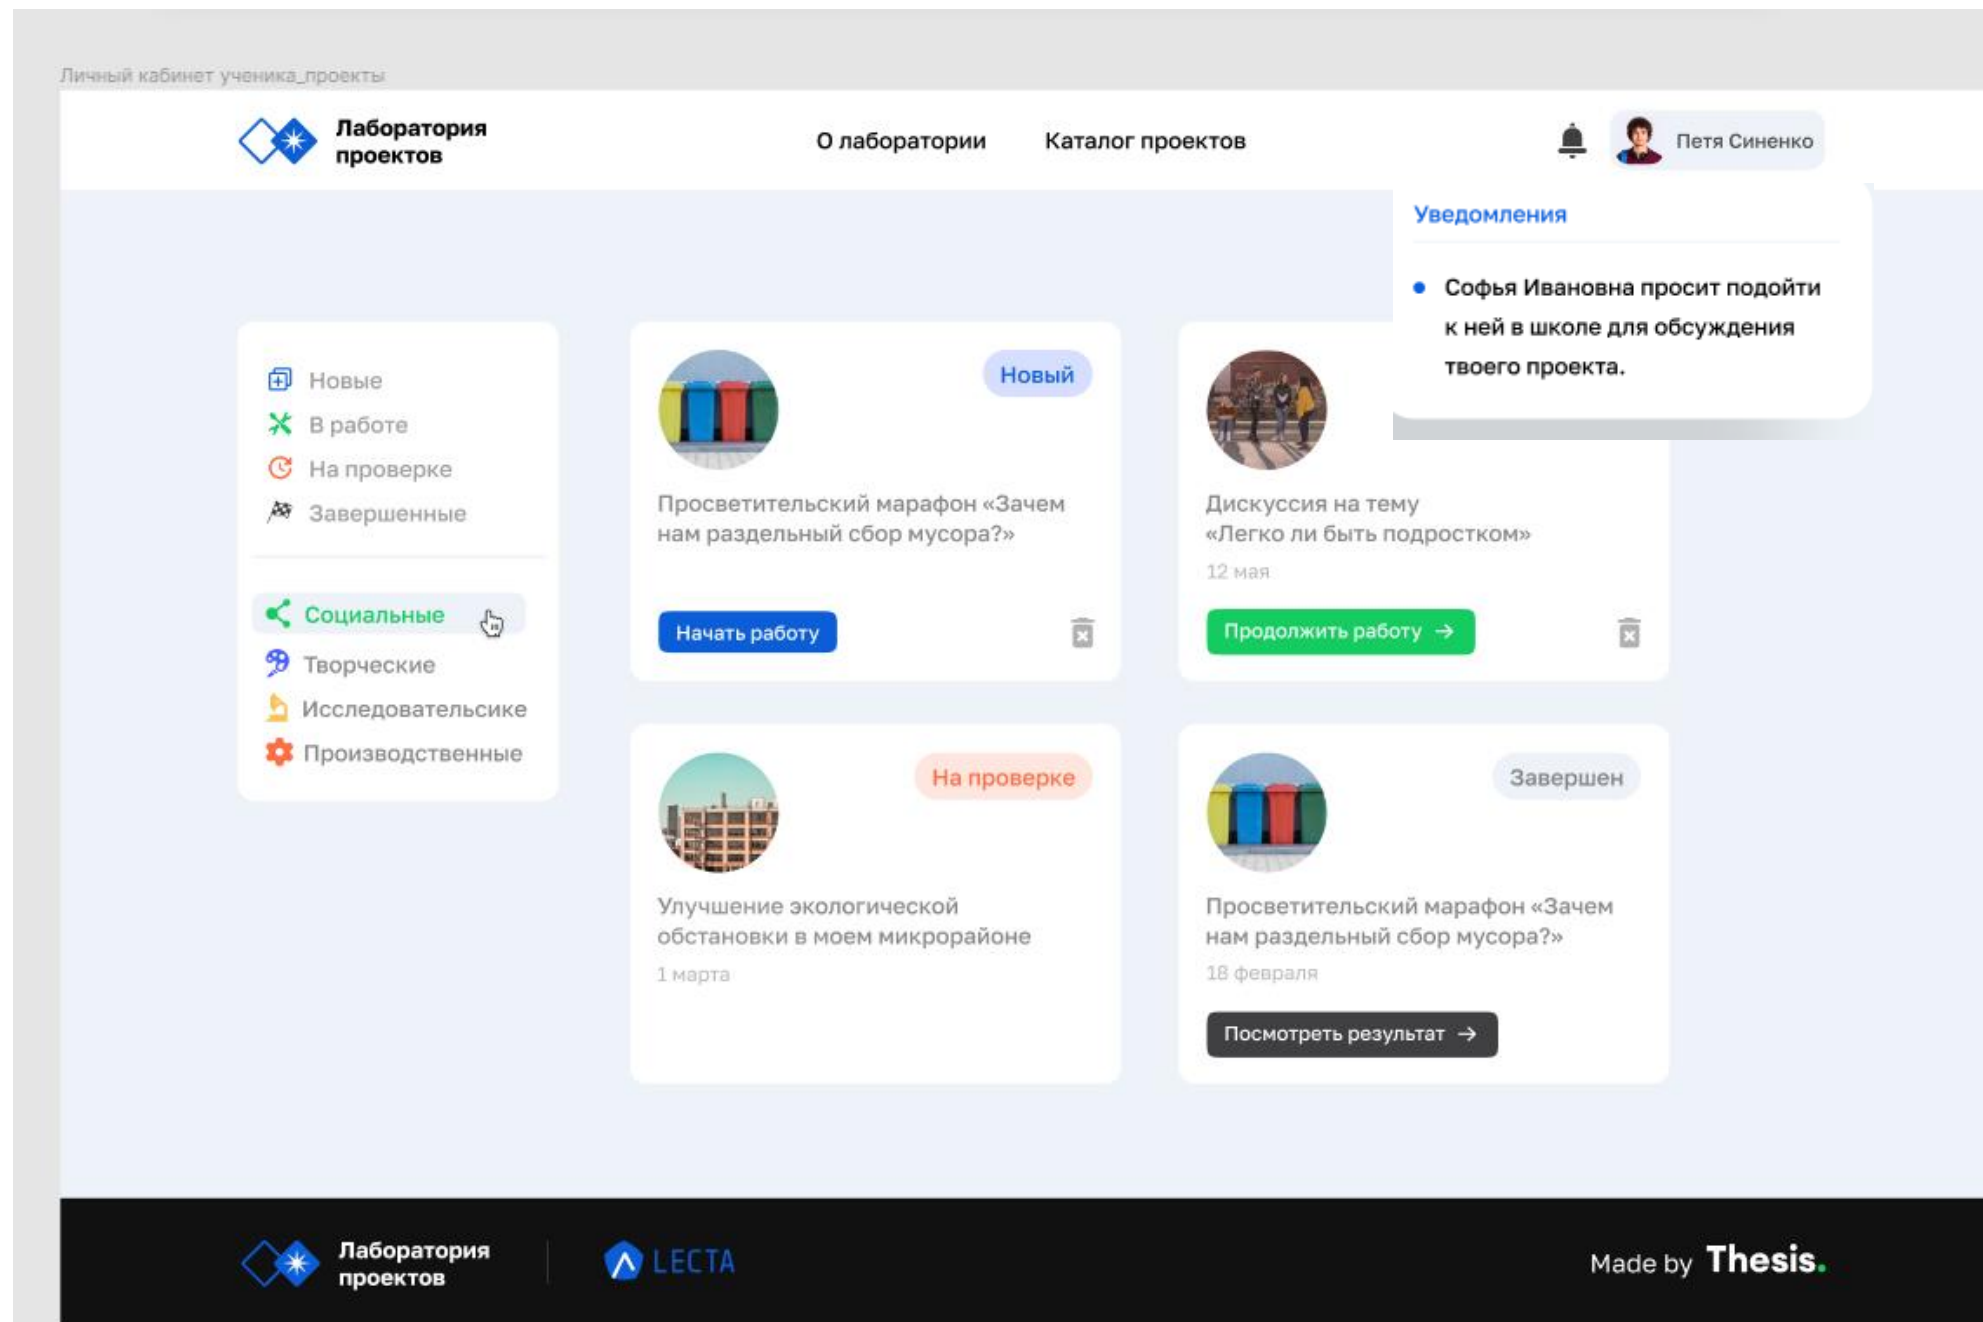 Личный кабинет ученика_проекты
Лаборатория
проектов
О лаборатории
Каталог проектов
Петя Синенко
Уведомления
Софья Ивановна просит подойти
к ней в школе для обсуждения
твоего проекта.
Новые
В работе
На проверке
Завершенные
Социальные
Творческие
Исследовательсике
Производственные
Новый
Просветительский марафон «Зачем
нам раздельный сбор мусора?»
Начать работу
Дискуссия на тему
«Легко ли быть подростком»
12 мая
Продолжить работу →
На проверке
Улучшение экологической
обстановки в моем микрорайоне
1 марта
Завершен
Просветительский марафон «Зачем
нам раздельный сбор мусора?»
18 февраля
Посмотреть результат →
Лаборатория
проектов
LECTA
Made by Thesis.